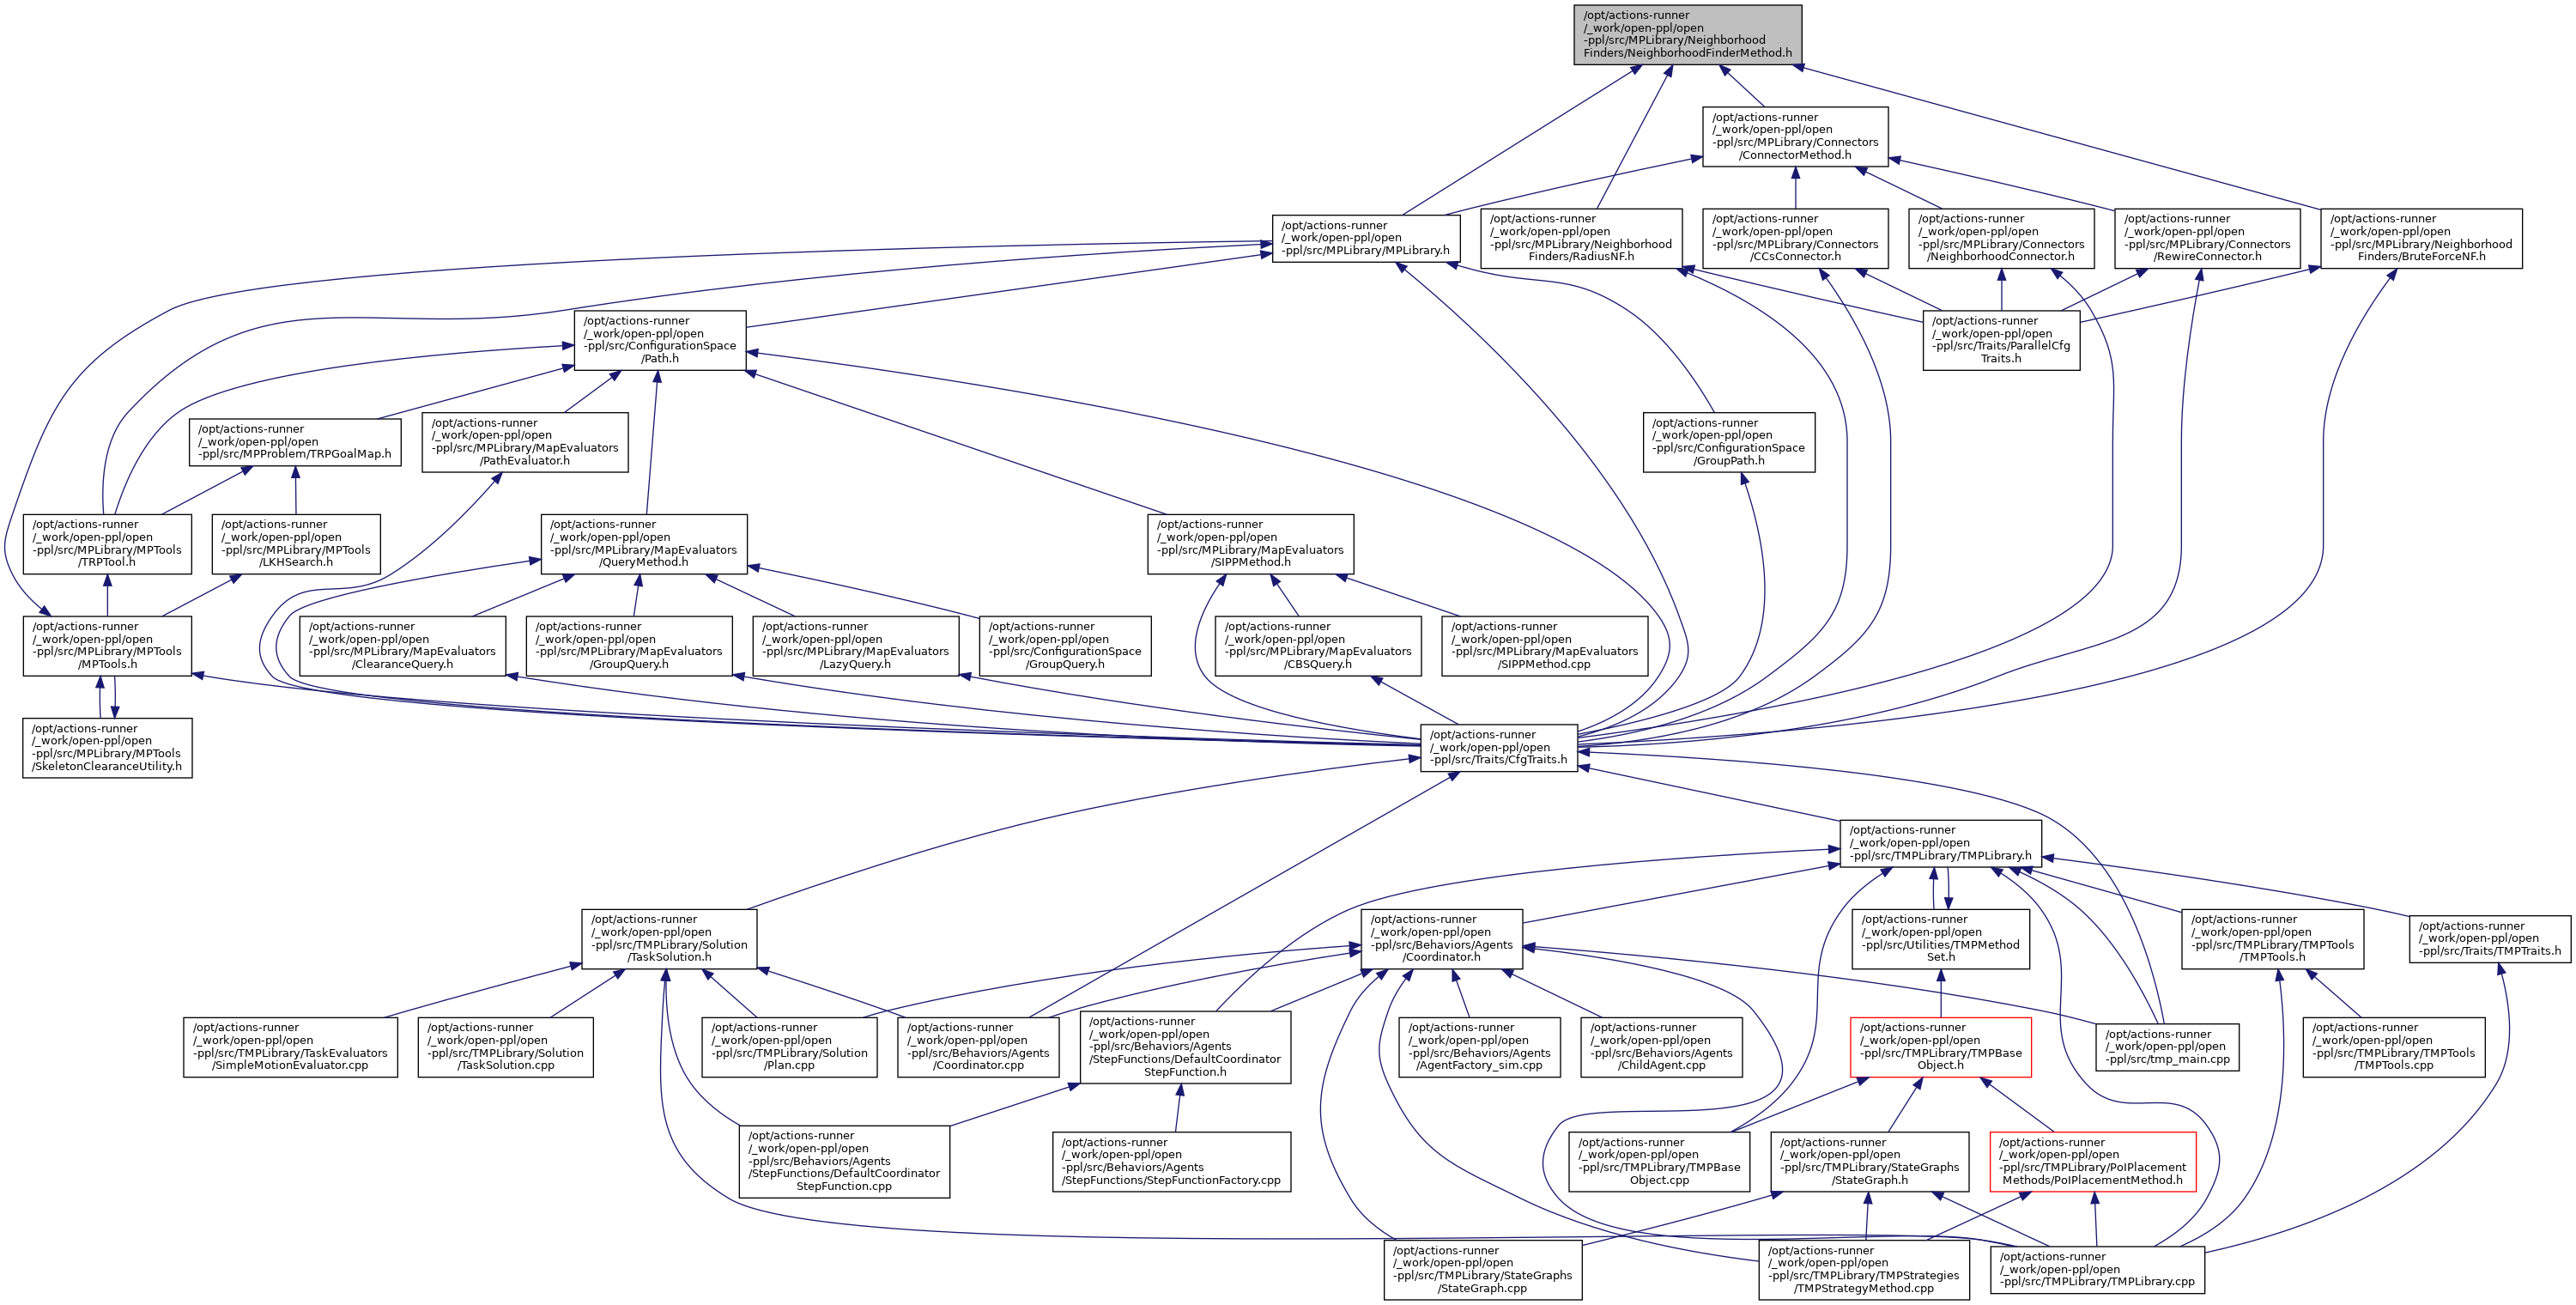 /opt/actions-runner
/_work/open-ppl/open
-ppl/src/MPLibrary/Neighborhood
Finders/NeighborhoodFinderMethod.h
/opt/actions-runner
/_work/open-ppl/open
-ppl/src/MPLibrary/Connectors
/ConnectorMethod.h
/opt/actions-runner
/_work/open-ppl/open
-ppl/src/MPLibrary/MPLibrary.h
/opt/actions-runner
/_work/open-ppl/open
-ppl/src/MPLibrary/Neighborhood
Finders/RadiusNF.h
/opt/actions-runner
/_work/open-ppl/open
-ppl/src/MPLibrary/Connectors
/CCsConnector.h
/opt/actions-runner
/_work/open-ppl/open
-ppl/src/MPLibrary/Connectors
/NeighborhoodConnector.h
/opt/actions-runner
/_work/open-ppl/open
-ppl/src/MPLibrary/Connectors
/RewireConnector.h
/opt/actions-runner
/_work/open-ppl/open
-ppl/src/MPLibrary/Neighborhood
Finders/BruteForceNF.h
/opt/actions-runner
/_work/open-ppl/open
-ppl/src/ConfigurationSpace
/Path.h
/opt/actions-runner
/_work/open-ppl/open
-ppl/src/Traits/ParallelCfg
Traits.h
/opt/actions-runner
/_work/open-ppl/open
-ppl/src/MPProblem/TRPGoalMap.h
/opt/actions-runner
/_work/open-ppl/open
-ppl/src/MPLibrary/MapEvaluators
/PathEvaluator.h
/opt/actions-runner
/_work/open-ppl/open
-ppl/src/ConfigurationSpace
/GroupPath.h
/opt/actions-runner
/_work/open-ppl/open
-ppl/src/MPLibrary/MPTools
/TRPTool.h
/opt/actions-runner
/_work/open-ppl/open
-ppl/src/MPLibrary/MPTools
/LKHSearch.h
/opt/actions-runner
/_work/open-ppl/open
-ppl/src/MPLibrary/MapEvaluators
/QueryMethod.h
/opt/actions-runner
/_work/open-ppl/open
-ppl/src/MPLibrary/MapEvaluators
/SIPPMethod.h
/opt/actions-runner
/_work/open-ppl/open
-ppl/src/MPLibrary/MPTools
/MPTools.h
/opt/actions-runner
/_work/open-ppl/open
-ppl/src/MPLibrary/MapEvaluators
/ClearanceQuery.h
/opt/actions-runner
/_work/open-ppl/open
-ppl/src/MPLibrary/MapEvaluators
/GroupQuery.h
/opt/actions-runner
/_work/open-ppl/open
-ppl/src/MPLibrary/MapEvaluators
/LazyQuery.h
/opt/actions-runner
/_work/open-ppl/open
-ppl/src/ConfigurationSpace
/GroupQuery.h
/opt/actions-runner
/_work/open-ppl/open
-ppl/src/MPLibrary/MapEvaluators
/CBSQuery.h
/opt/actions-runner
/_work/open-ppl/open
-ppl/src/MPLibrary/MapEvaluators
/SIPPMethod.cpp
/opt/actions-runner
/_work/open-ppl/open
-ppl/src/MPLibrary/MPTools
/SkeletonClearanceUtility.h
/opt/actions-runner
/_work/open-ppl/open
-ppl/src/Traits/CfgTraits.h
/opt/actions-runner
/_work/open-ppl/open
-ppl/src/TMPLibrary/TMPLibrary.h
/opt/actions-runner
/_work/open-ppl/open
-ppl/src/TMPLibrary/Solution
/TaskSolution.h
/opt/actions-runner
/_work/open-ppl/open
-ppl/src/Behaviors/Agents
/Coordinator.h
/opt/actions-runner
/_work/open-ppl/open
-ppl/src/Utilities/TMPMethod
Set.h
/opt/actions-runner
/_work/open-ppl/open
-ppl/src/TMPLibrary/TMPTools
/TMPTools.h
/opt/actions-runner
/_work/open-ppl/open
-ppl/src/Traits/TMPTraits.h
/opt/actions-runner
/_work/open-ppl/open
-ppl/src/TMPLibrary/TaskEvaluators
/SimpleMotionEvaluator.cpp
/opt/actions-runner
/_work/open-ppl/open
-ppl/src/TMPLibrary/Solution
/TaskSolution.cpp
/opt/actions-runner
/_work/open-ppl/open
-ppl/src/TMPLibrary/Solution
/Plan.cpp
/opt/actions-runner
/_work/open-ppl/open
-ppl/src/Behaviors/Agents
/Coordinator.cpp
/opt/actions-runner
/_work/open-ppl/open
-ppl/src/Behaviors/Agents
/StepFunctions/DefaultCoordinator
StepFunction.h
/opt/actions-runner
/_work/open-ppl/open
-ppl/src/Behaviors/Agents
/AgentFactory_sim.cpp
/opt/actions-runner
/_work/open-ppl/open
-ppl/src/Behaviors/Agents
/ChildAgent.cpp
/opt/actions-runner
/_work/open-ppl/open
-ppl/src/TMPLibrary/TMPBase
Object.h
/opt/actions-runner
/_work/open-ppl/open
-ppl/src/tmp_main.cpp
/opt/actions-runner
/_work/open-ppl/open
-ppl/src/TMPLibrary/TMPTools
/TMPTools.cpp
/opt/actions-runner
/_work/open-ppl/open
-ppl/src/Behaviors/Agents
/StepFunctions/DefaultCoordinator
StepFunction.cpp
/opt/actions-runner
/_work/open-ppl/open
-ppl/src/Behaviors/Agents
/StepFunctions/StepFunctionFactory.cpp
/opt/actions-runner
/_work/open-ppl/open
-ppl/src/TMPLibrary/TMPBase
Object.cpp
/opt/actions-runner
/_work/open-ppl/open
-ppl/src/TMPLibrary/StateGraphs
/StateGraph.h
/opt/actions-runner
/_work/open-ppl/open
-ppl/src/TMPLibrary/PoIPlacement
Methods/PoIPlacementMethod.h
/opt/actions-runner
/_work/open-ppl/open
-ppl/src/TMPLibrary/StateGraphs
/StateGraph.cpp
/opt/actions-runner
/_work/open-ppl/open
-ppl/src/TMPLibrary/TMPStrategies
/TMPStrategyMethod.cpp
/opt/actions-runner
/_work/open-ppl/open
-ppl/src/TMPLibrary/TMPLibrary.cpp